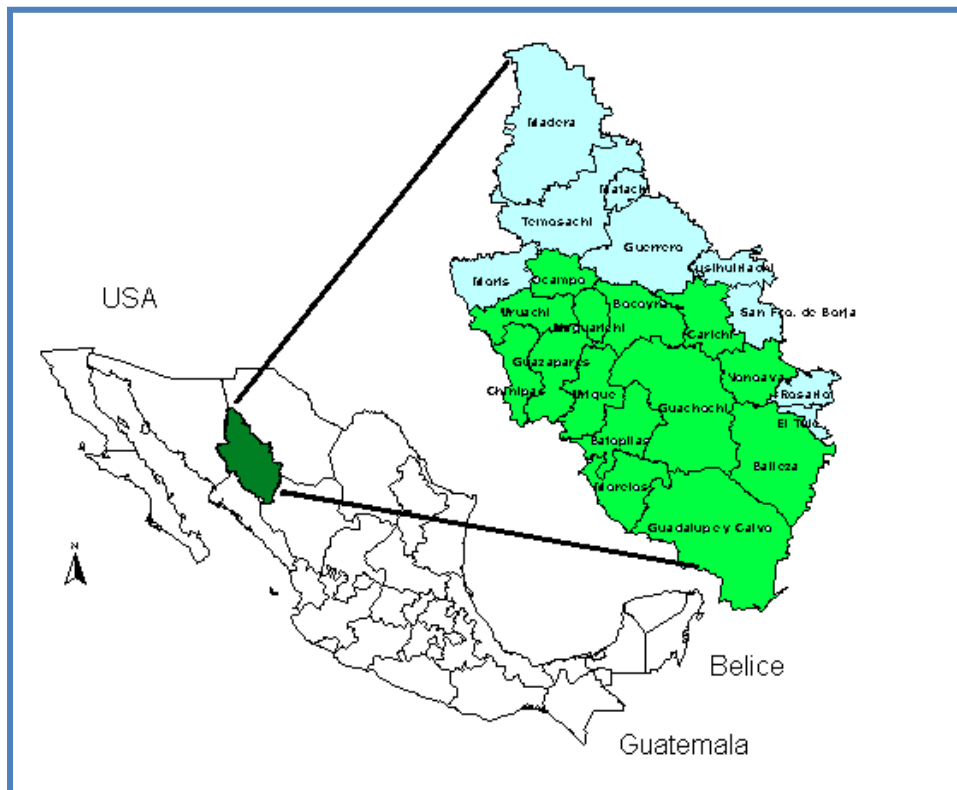 Madera
Matachi
Temosachi
Guerrero
Cusihuiriachi
Moris
Ocampo
San Fco. de Borja
Uruachi
Bocoyna
Maguarichi
Carichi
Guazapares
Nonoava
Chinipas
Urique
Rosario
Guachochi
El Tule
Batopilas
Balleza
Morelos
Guadalupe y Calvo
USA
N
Belice
Guatemala